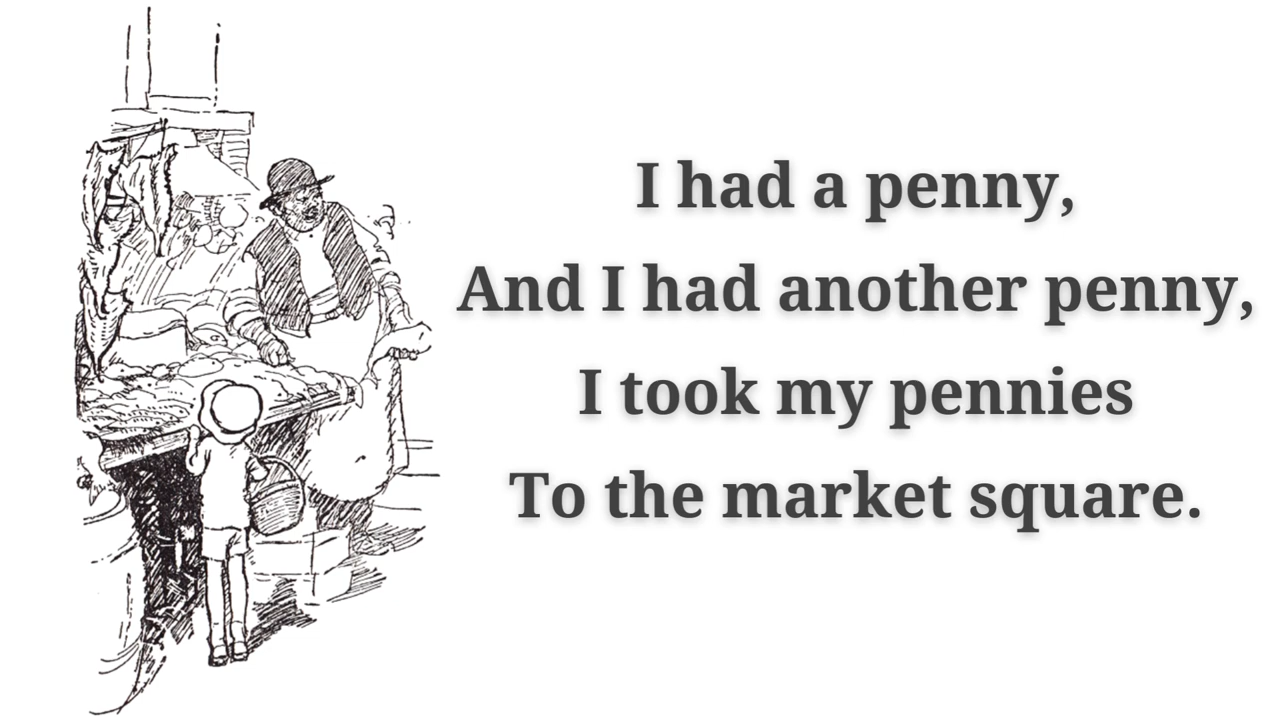 I had a penny,
And I had another penny,
I took my pennies
To the market square.